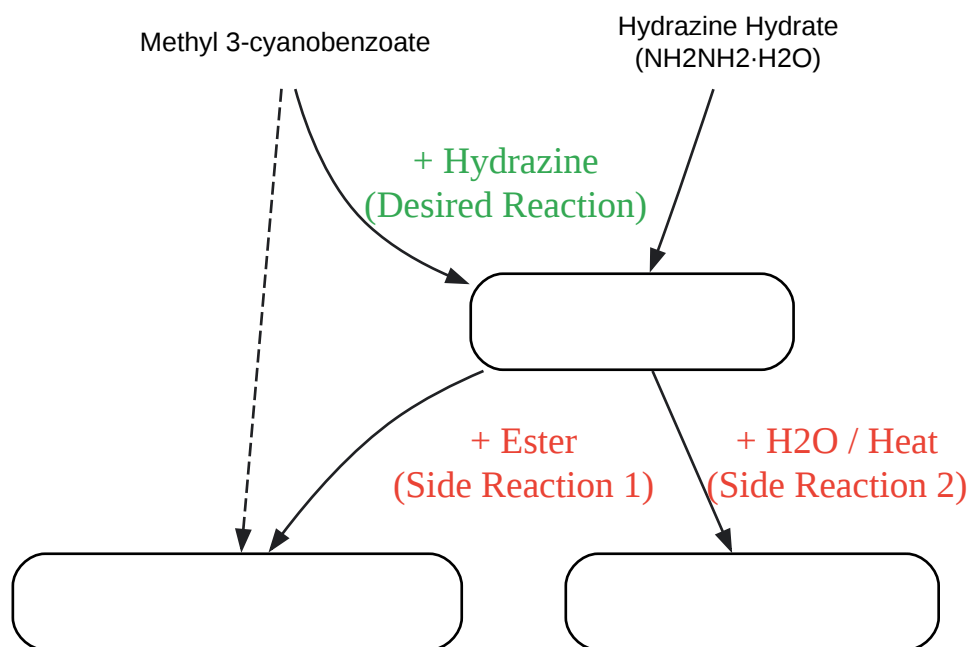 Methyl 3-cyanobenzoate
Hydrazine Hydrate
(NH2NH2·H2O)
+ Hydrazine
(Desired Reaction)
+ Ester
(Side Reaction 1)
+ H2O / Heat
(Side Reaction 2)